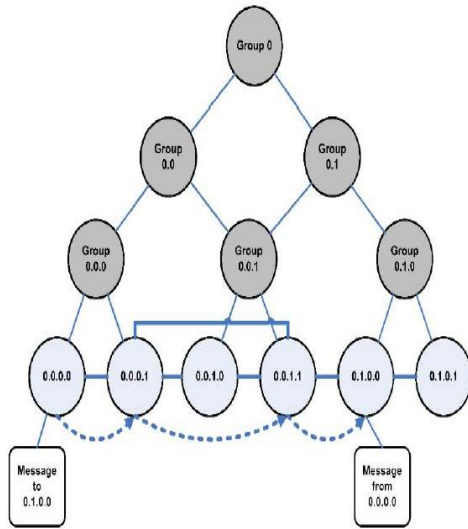 Group 0
Group
0.0
Group
0.1
Group
0.0.0
Group
0.0.1
Group
0.1.0
0.0.0.0
0.0.0.1
0.0.1.0
0.0.1.1
0.1.0.0
0.1.0.1
Message
to
0.1.0.0
Message
from
0.0.0.0